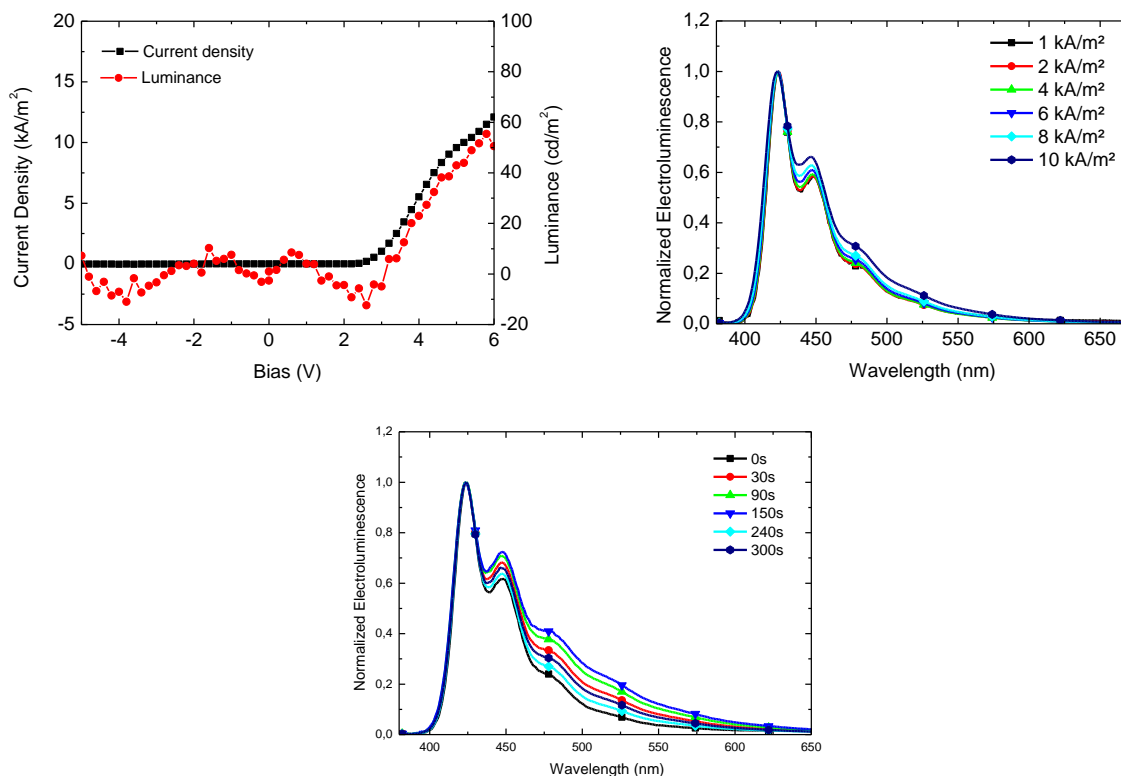 20
15
10
5
0
-5
-4
-2
0
2
4
6
100
80
60
40
20
0
-20
Current density
Luminance
Current Density (kA/m²)
Luminance (cd/m²)
Bias (V)
1,2
1,0
0,8
0,6
0,4
0,2
0,0
400
450
500
550
600
650
1 kA/m²
2 kA/m²
4 kA/m²
6 kA/m²
8 kA/m²
10 kA/m²
Normalized Electroluminescence
Wavelength (nm)
1,2
1,0
0,8
0,6
0,4
0,2
0,0
400
450
500
550
600
650
0s
30s
90s
150s
240s
300s
Normalized Electroluminescence
Wavelength (nm)